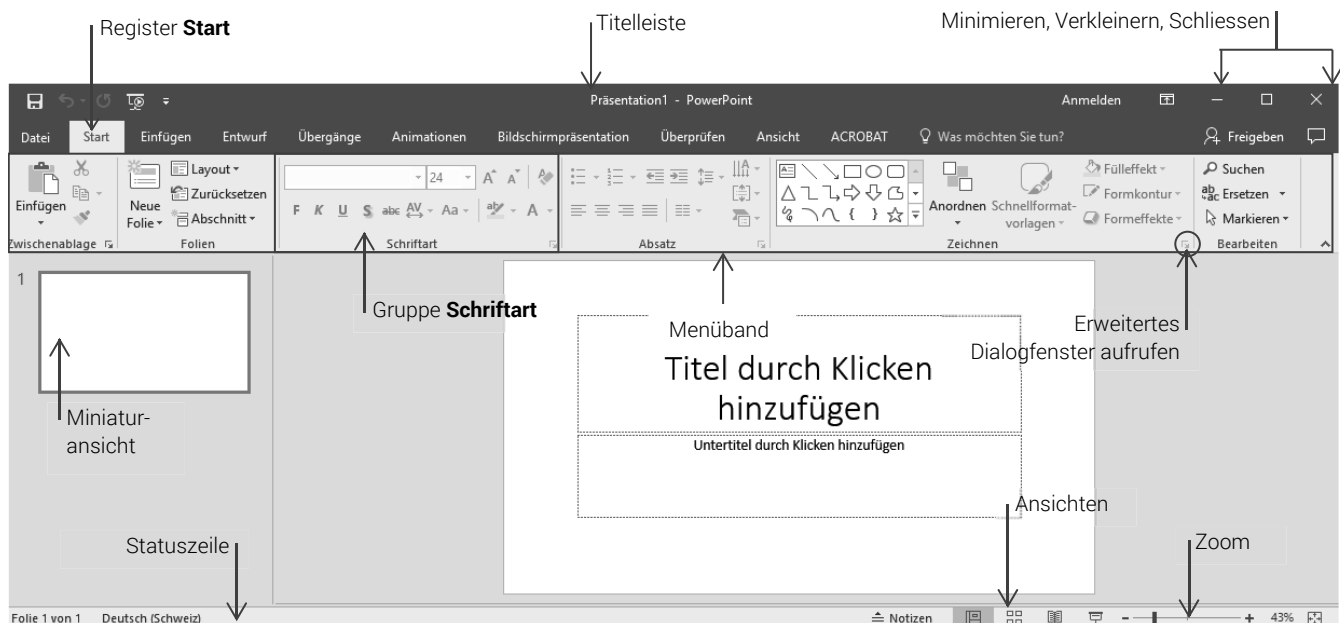 Register Start
Titelleiste
Minimieren, Verkleinern, Schliessen
Präsentation1 - PowerPoint
Anmelden
Datei Start Einfügen Entwurf Übergänge Animationen Bildschirmpräsentation Überprüfen Ansicht ACROBAT Was möchten Sie tun? Freigeben
Einfügen
Neue Folie
Layout
Zurücksetzen
Abschnitt
24
F K U S abc AV Aa A
Anordnen
Schnellformat-
vorlagen
Fülleffekt
Formkontur
Formeffekte
Suchen
Ersetzen
Markieren
Zwischenablage Folien Schriftart Absatz Zeichnen Bearbeiten
1
Gruppe Schriftart
Menüband
Erweitertes
Dialogfenster aufrufen
Titel durch Klicken
hinzufügen
Untertitel durch Klicken hinzufügen
Miniatur-
ansicht
Ansichten
Statuszeile
Zoom
Folie 1 von 1 Deutsch (Schweiz) Notizen 43%